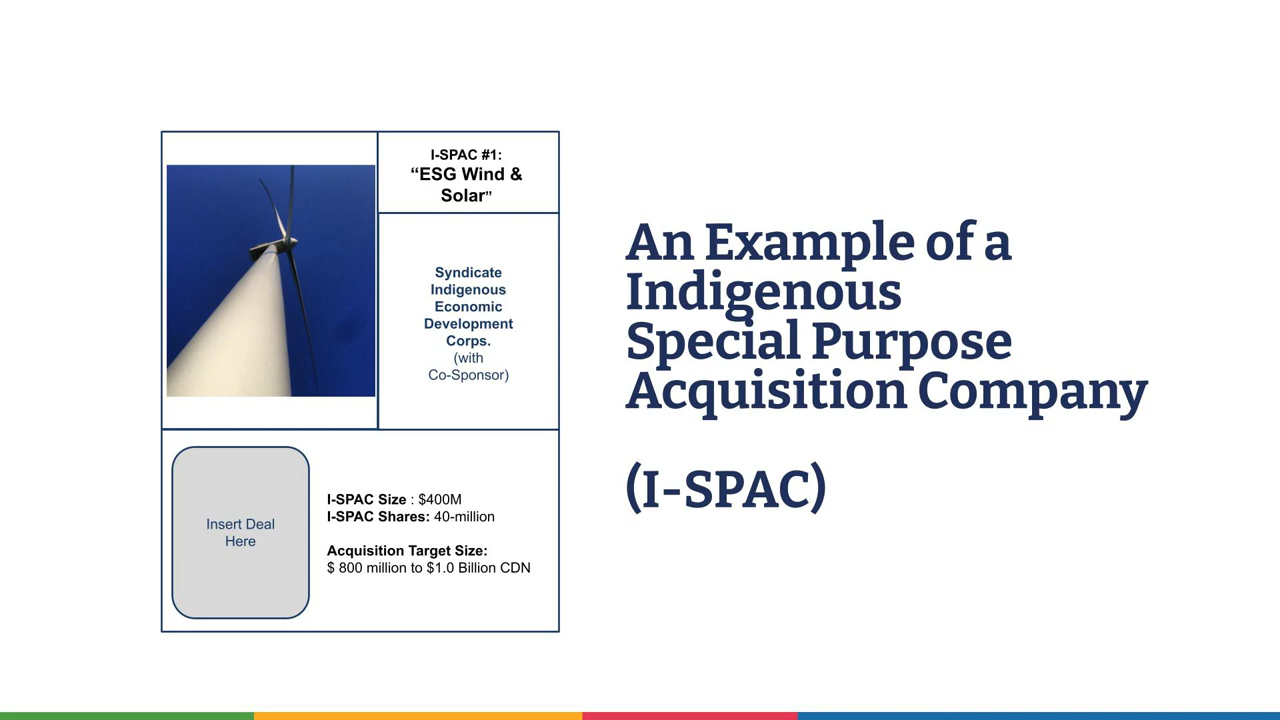 I-SPAC #1:
“ESG Wind &
Solar”
Syndicate
Indigenous
Economic
Development
Corps.
(with
Co-Sponsor)
Insert Deal
Here
I-SPAC Size : $400M
I-SPAC Shares: 40-million
Acquisition Target Size:
$ 800 million to $1.0 Billion CDN
An Example of a
Indigenous
Special Purpose
Acquisition Company
(I-SPAC)